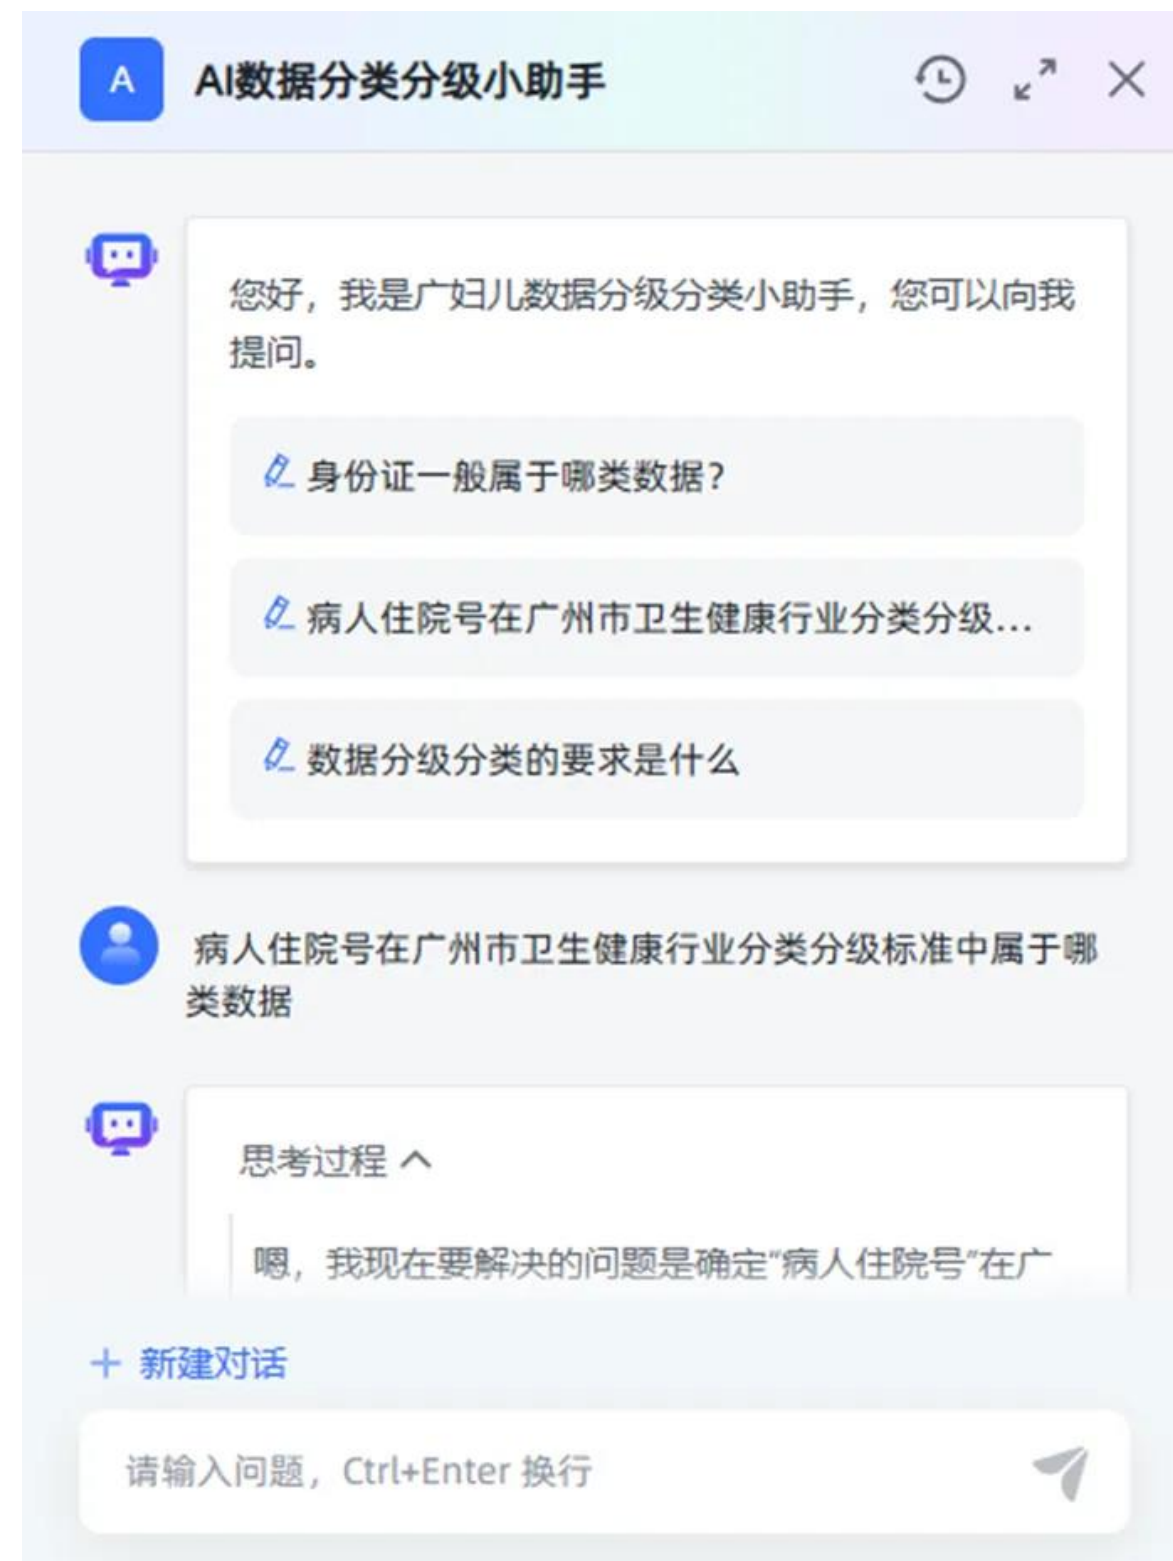 A
AI数据分类分级小助手
您好，我是广妇儿数据分级分类小助手，您可以向我
提问。
身份证一般属于哪类数据？
病人住院号在广州市卫生健康行业分类分级...
数据分级分类的要求是什么
病人住院号在广州市卫生健康行业分类分级标准中属于哪
类数据
思考过程
嗯，我现在要解决的问题是确定“病人住院号”在广
+ 新建对话
请输入问题，Ctrl+Enter 换行